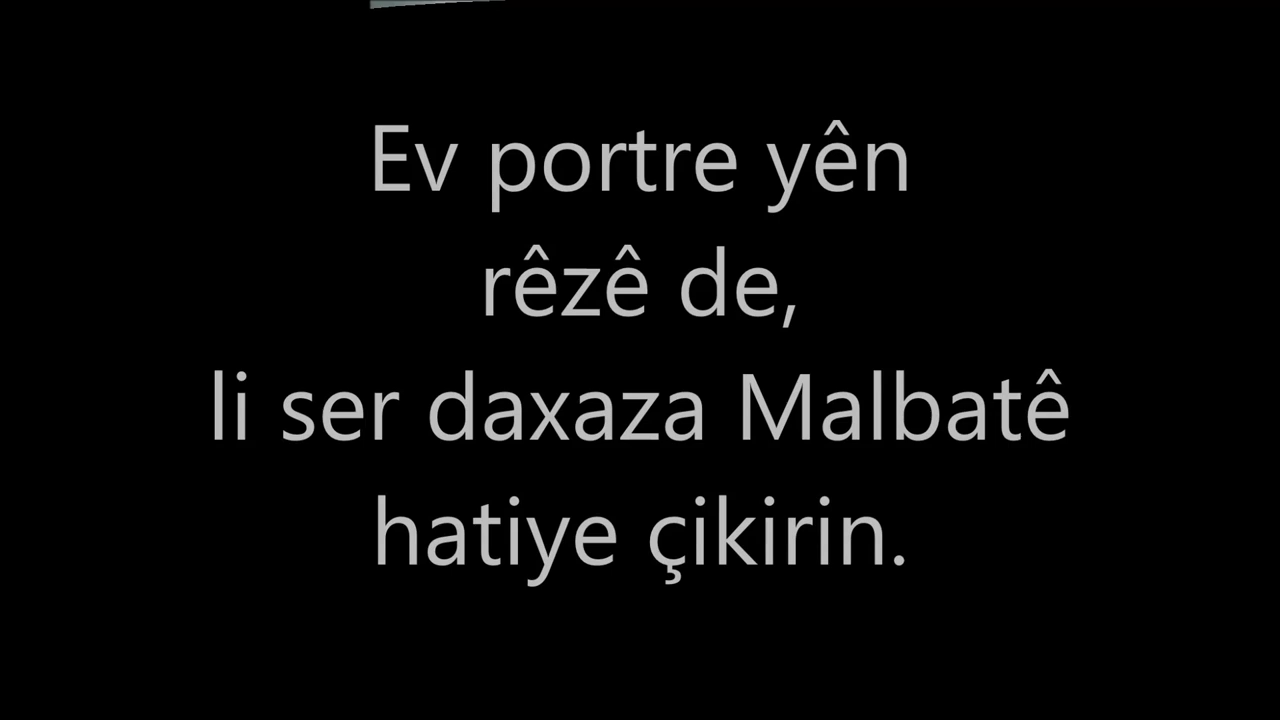 Ev portre yên
rêzê de,
li ser daxaza Malbatê
hatiye çikirin.